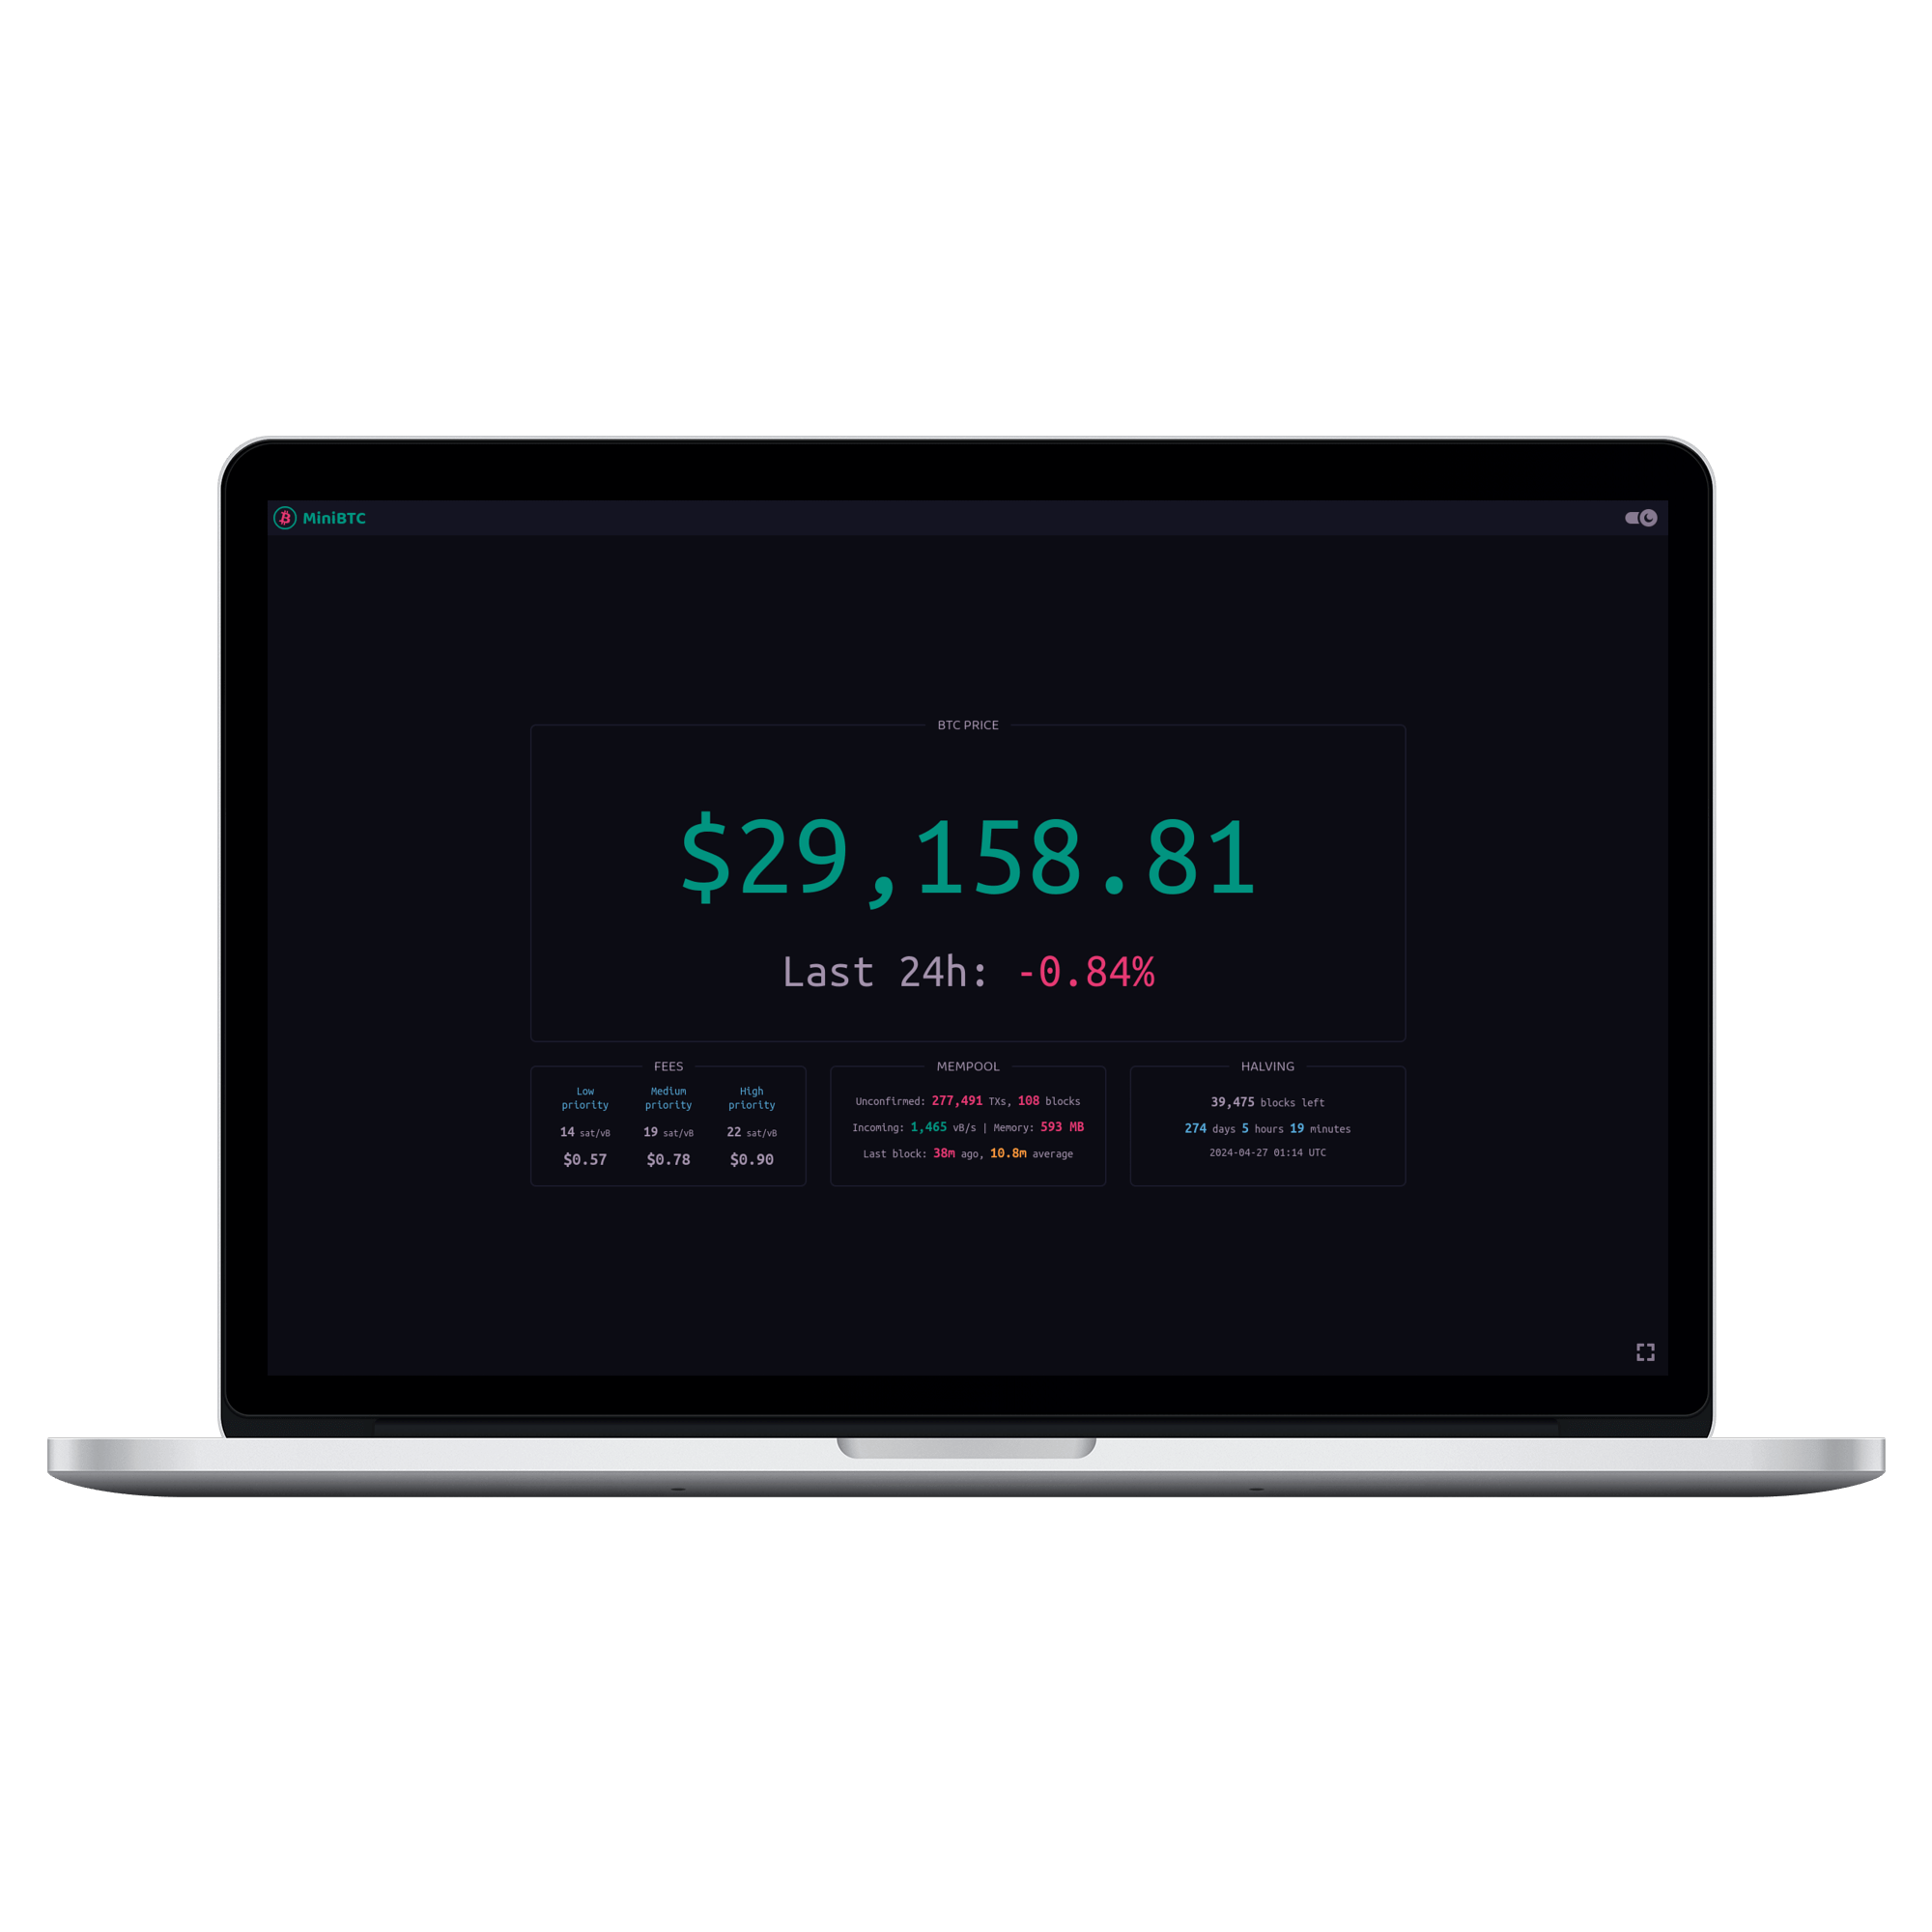 MiniBTC
BTC PRICE
$29,158.81
Last 24h: -0.84%
FEES
Low priority
Medium priority
High priority
14 sat/vB
19 sat/vB
22 sat/vB
$0.57
$0.78
$0.90
MEMPOOL
Unconfirmed: 277,491 TXs, 108 blocks
Incoming: 1,465 vB/s | Memory: 593 MB
Last block: 38m ago, 10.8m average
HALVING
39,475 blocks left
274 days 5 hours 19 minutes
2024-04-27 01:14 UTC